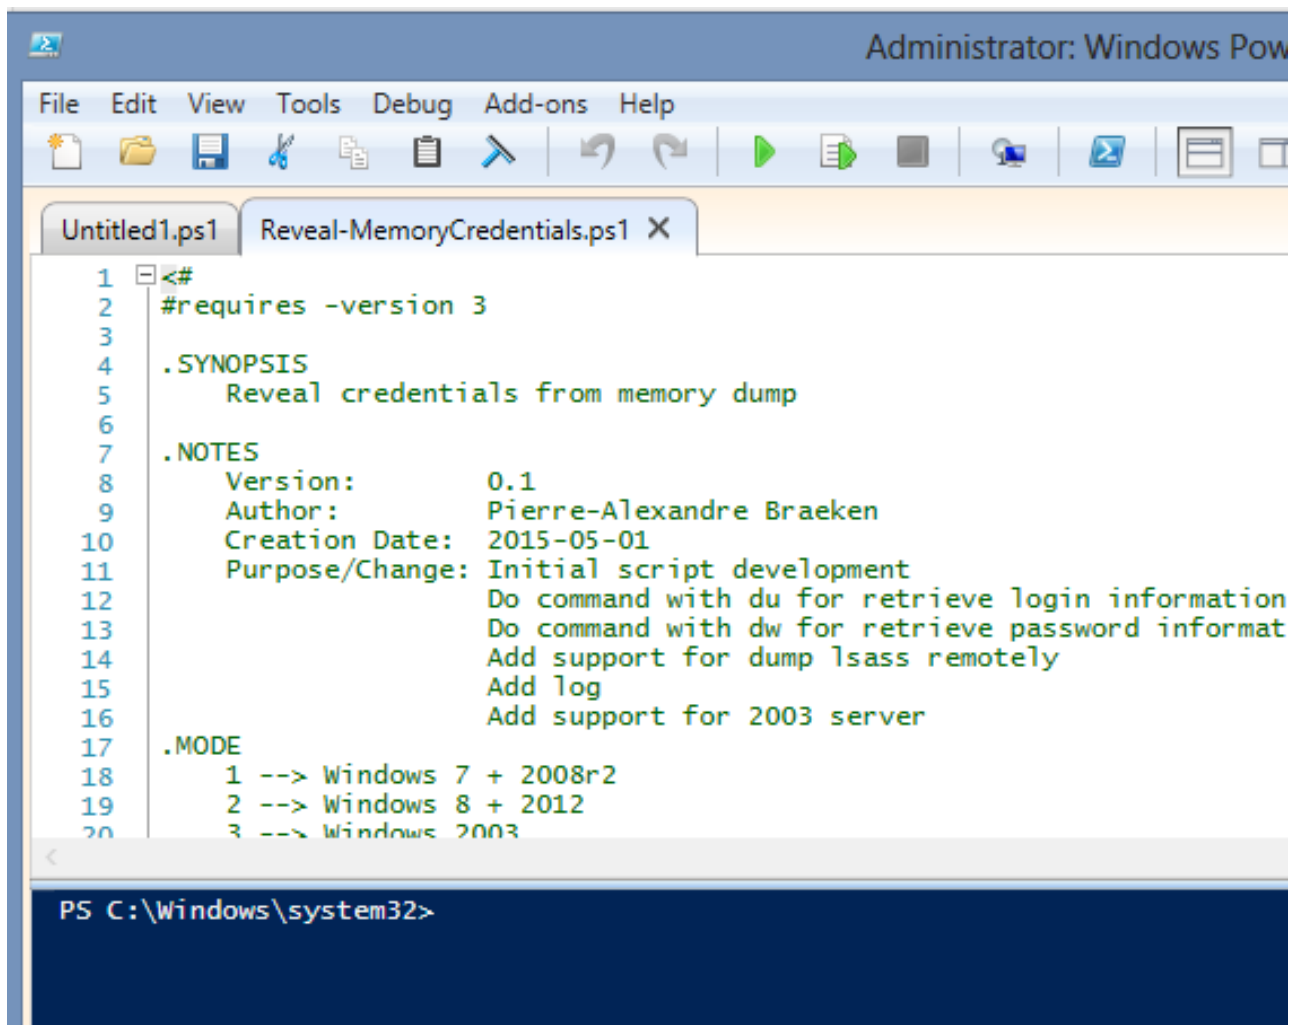 Administrator: Windows Pow
File Edit View Tools Debug Add-ons Help
Untitled1.ps1 Reveal-MemoryCredentials.ps1
1 <#
2 #requires -version 3
3
4 .SYNOPSIS
5 Reveal credentials from memory dump
6
7 .NOTES
8 Version: 0.1
9 Author: Pierre-Alexandre Braeken
10 Creation Date: 2015-05-01
11 Purpose/Change: Initial script development
12 Do command with du for retrieve login information
13 Do command with dw for retrieve password informat
14 Add support for dump lsass remotely
15 Add log
16 Add support for 2003 server
17 .MODE
18 1 --> Windows 7 + 2008r2
19 2 --> Windows 8 + 2012
20 3 --> Windows 2003
PS C:\Windows\system32>